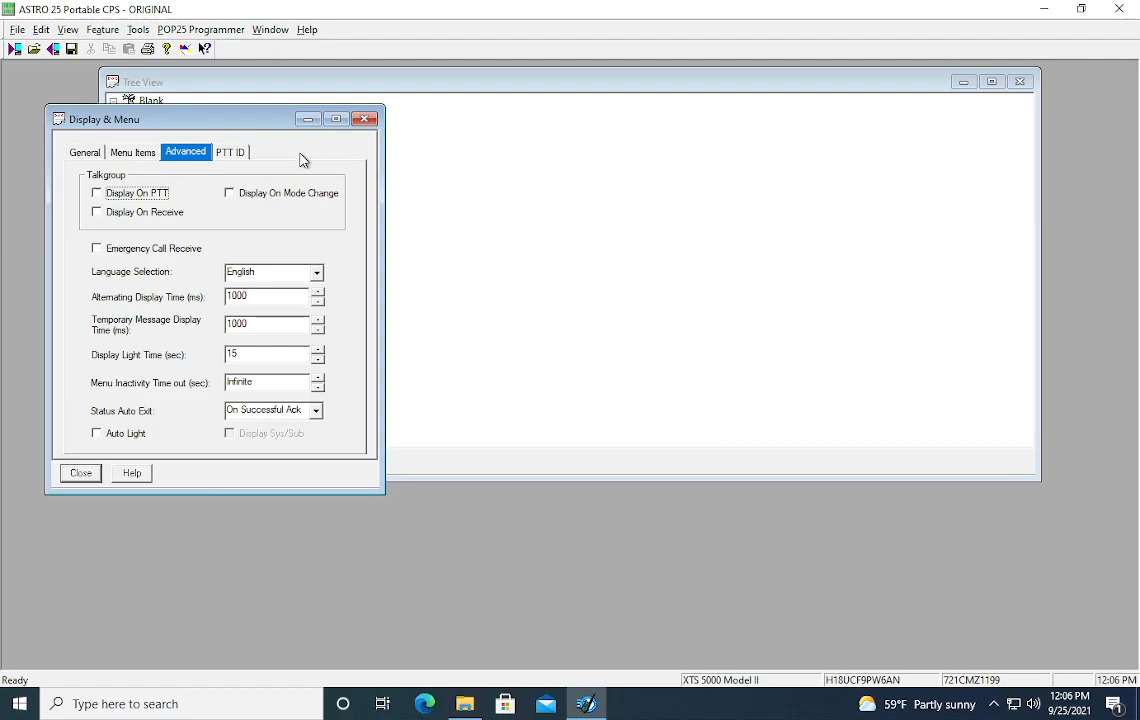 ASTRO 25 Portable CPS - ORIGINAL
File Edit View Feature Tools POP25 Programmer Window Help
Tree View
Blank
Display & Menu
General Menu Items Advanced PTT ID
Talkgroup
Display On PTT Display On Mode Change
Display On Receive
Emergency Call Receive
Language Selection: English
Alternating Display Time (ms): 1000
Temporary Message Display
Time (ms): 1000
Display Light Time (sec): 15
Menu Inactivity Time out (sec): Infinite
Status Auto Exit: On Successful Ack
Auto Light Display Sys/Sub
Close Help
Ready XTS 5000 Model II H18UCF9PW6AN 721CMZ1199 12:06 PM
Type here to search 59°F Partly sunny 12:06 PM
9/25/2021 1